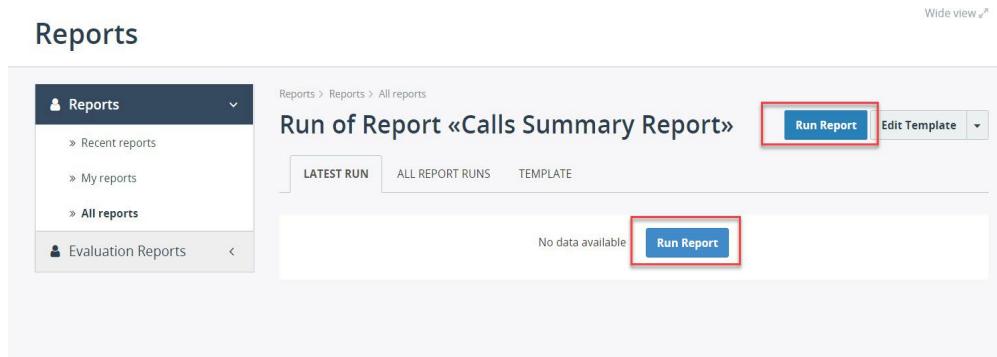 Wide view
Reports
Reports
» Recent reports
» My reports
» All reports
Evaluation Reports
Reports > Reports > All reports
Run of Report «Calls Summary Report»
Run Report
Edit Template
LATEST RUN
ALL REPORT RUNS
TEMPLATE
No data available
Run Report